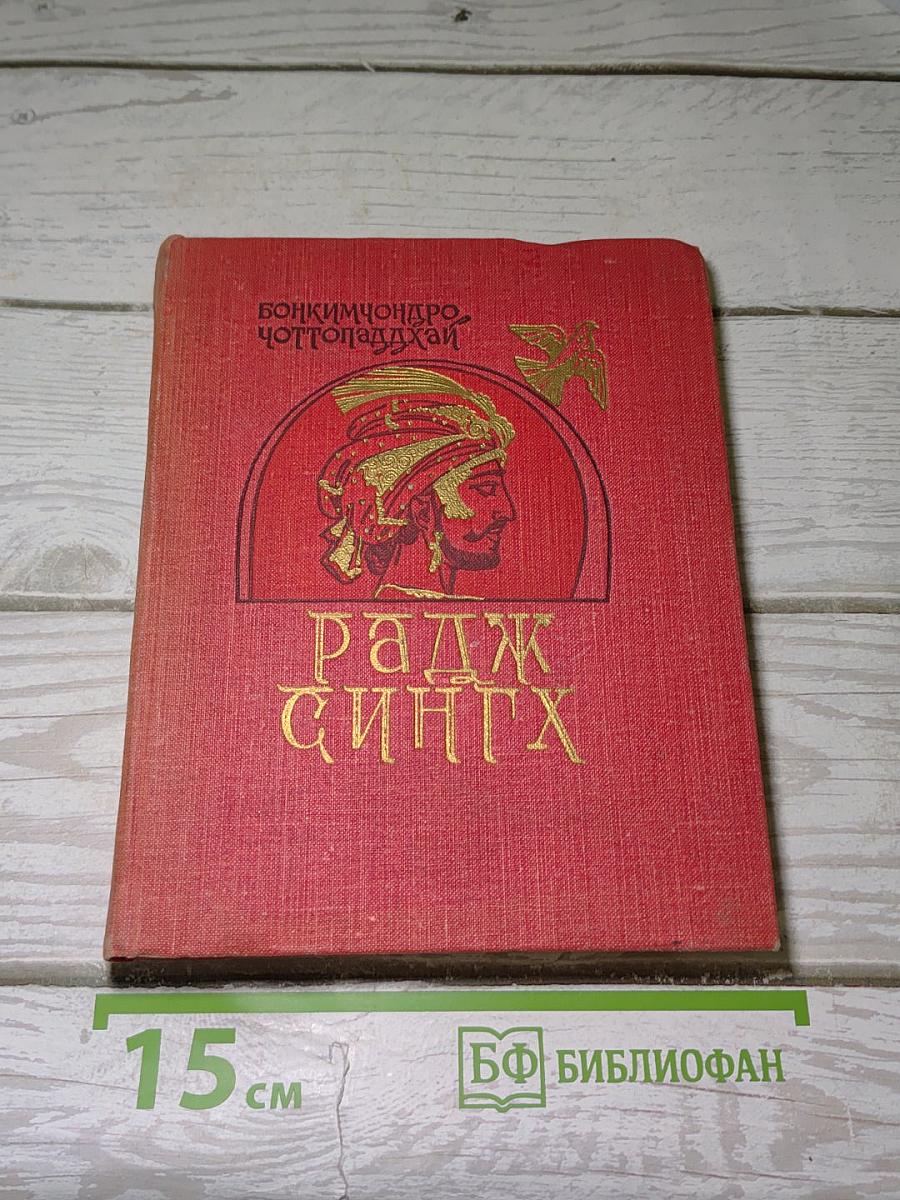 БОНКИМЧОНДРО
ЧОТТОПАДДХАЙ
РАДЖ
СИНГХ
15 см
БФ БИБЛИОФАН